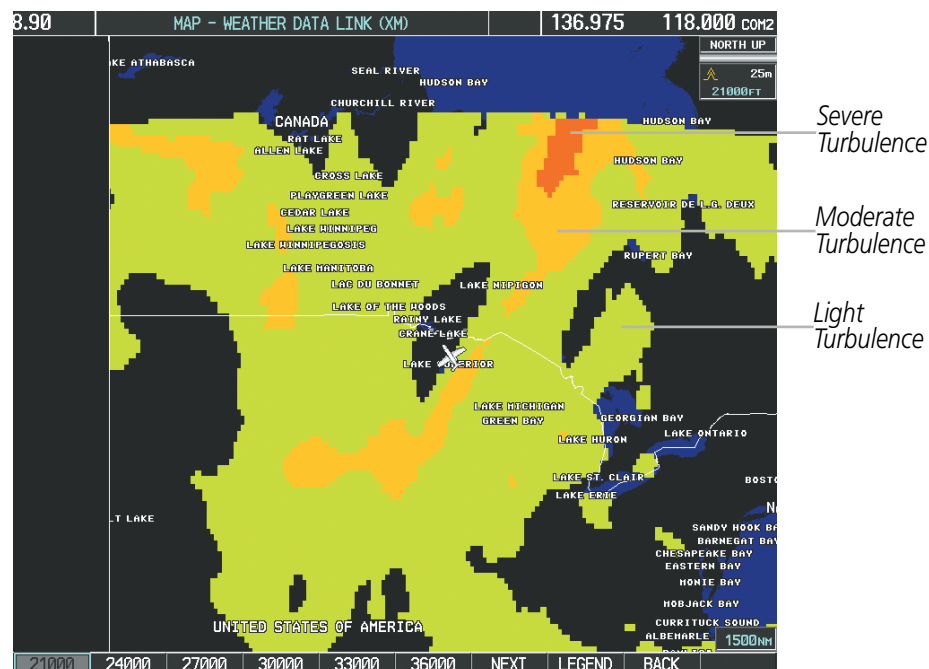 8.90 MAP - WEATHER DATA LINK (XM) 136.975 118.000 COM2
NORTH UP
25m
21000FT
KE ATHABASCA
SEAL RIVER
HUDSON BAY
CHURCHILL RIVER
CANADA
HUDSON BAY
Severe
Turbulence
RAT LAKE
ALLEN LAKE
HUDSON BAY
CROSS LAKE
PLAYGREEN LAKE
RESERVOIR DE L.G. DEUX
CEDAR LAKE
Moderate
Turbulence
LAKE WINNIPEG
LAKE WINNIPEGOSIS
RUPERT BAY
LAKE MANITOBA
LAC DU BONNET
LAKE NIPIGON
LAKE OF THE WOODS
Light
Turbulence
RAINY LAKE
CRANE LAKE
LAKE SUPERIOR
LAKE MICHIGAN
GREEN BAY
GEORGIAN BAY
LAKE ONTARIO
LAKE HURON
LAKE ST. CLAIR
BOSTO
LAKE ERIE
NA
T LAKE
SANDY HOOK BA
BARNEGAT BAY
CHESAPEAKE BAY
EASTERN BAY
MONIE BAY
MOBJACK BAY
CURRITUCK SOUND
UNITED STATES OF AMERICA
ALBEMARLE
1500NM
21000 24000 27000 30000 33000 36000 NEXT LEGEND BACK